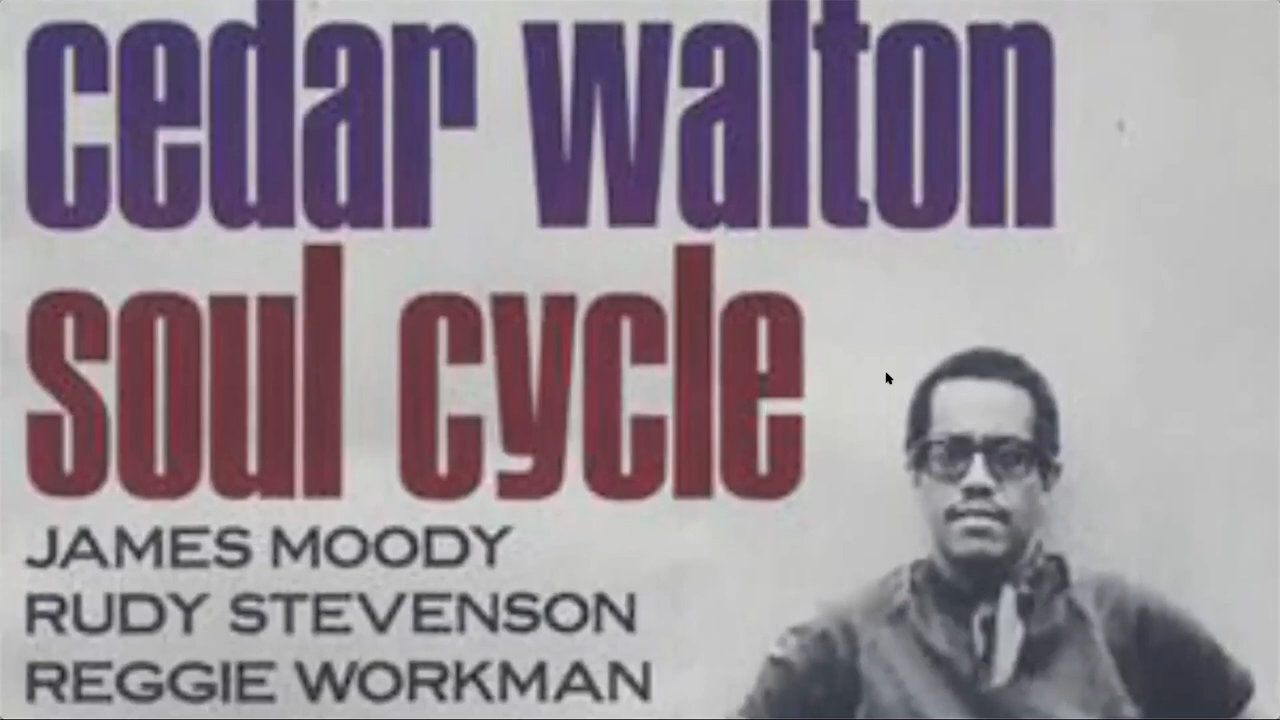 cedar walton
soul cycle
JAMES MOODY
RUDY STEVENSON
REGGIE WORKMAN